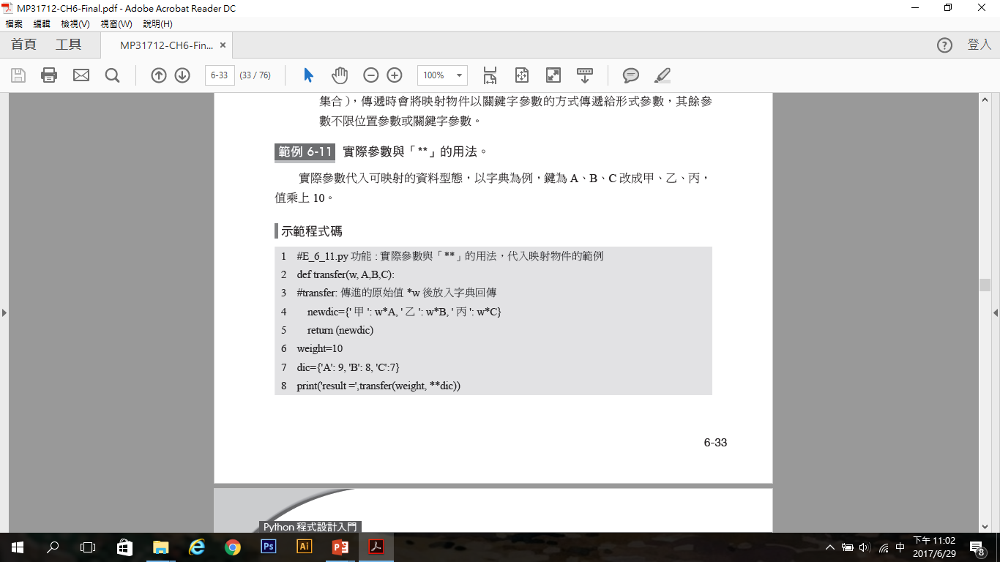 MP31712-CH6-Final.pdf - Adobe Acrobat Reader DC
檔案 編輯 檢視(V) 視窗(W) 說明(H)
首頁 工具 MP31712-CH6-Fin... × ? 登入
6-33 (33 / 76) 100%
集合），傳遞時會將映射物件以關鍵字參數的方式傳遞給形式參數，其餘參
數不限位置參數或關鍵字參數。
範例 6-11 實際參數與「**」的用法。
實際參數代入可映射的資料型態，以字典為例，鍵為 A、B、C 改成甲、乙、丙，
值乘上 10。
示範程式碼
1 #E_6_11.py 功能 : 實際參數與「**」的用法，代入映射物件的範例
2 def transfer(w, A,B,C):
3 #transfer: 傳進的原始值 *w 後放入字典回傳
4 newdic={' 甲 ': w*A, ' 乙 ': w*B, ' 丙 ': w*C}
5 return (newdic)
6 weight=10
7 dic={'A': 9, 'B': 8, 'C':7}
8 print('result =',transfer(weight, **dic))
6-33
Python 程式設計入門
Ps Ai 中 下午 11:02
2017/6/29 8